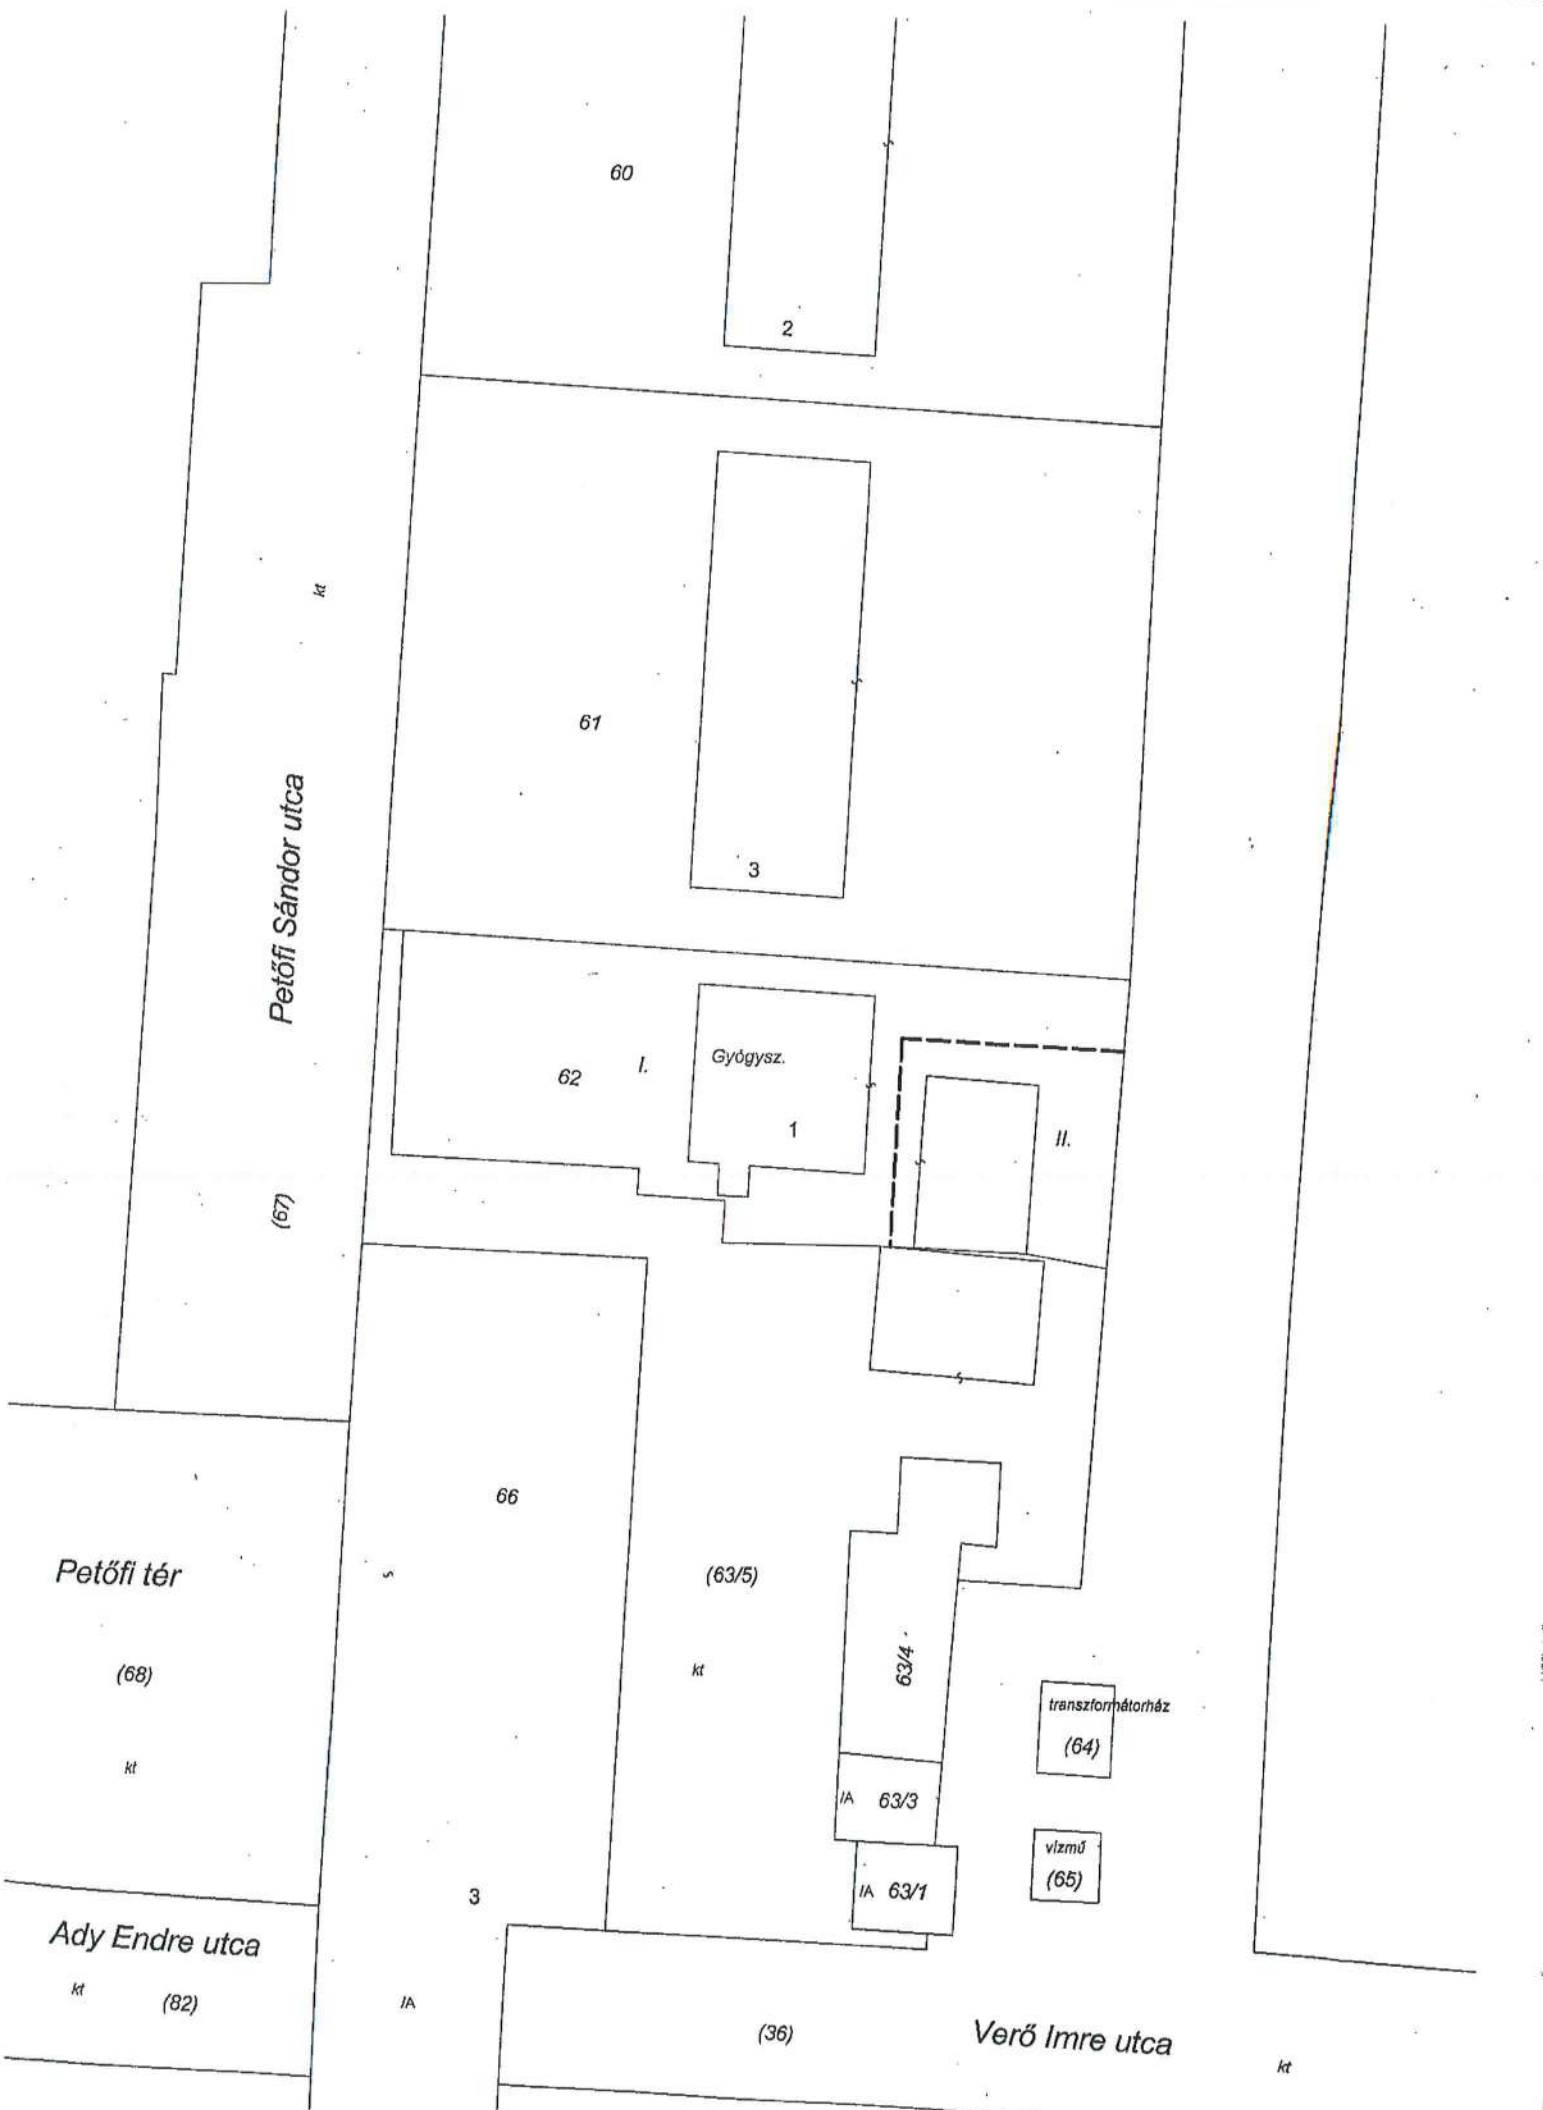 60
2
kt
61
3
Petőfi Sándor utca
62
I.
Gyógysz.
1
II.
(67)
66
Petőfi tér
(63/5)
63/4
(68)
kt
transzformátorház
(64)
kt
IA
63/3
vízmű
(65)
IA
63/1
3
Ady Endre utca
kt
(82)
IA
(36)
Verő Imre utca
kt